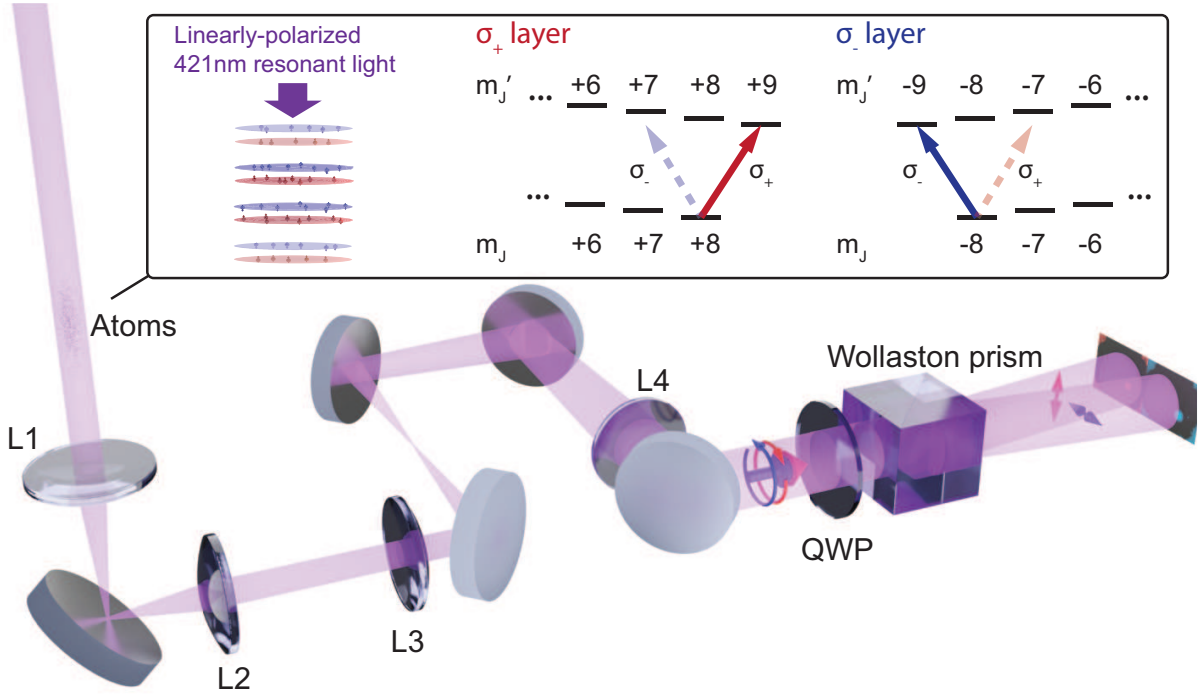 Linearly-polarized
421nm resonant light
σ+ layer
mJ' ... +6 +7 +8 +9
σ- σ+
...
mJ +6 +7 +8
σ- layer
mJ' -9 -8 -7 -6 ...
σ- σ+
...
mJ -8 -7 -6
Atoms
L1
L2
L3
L4
QWP
Wollaston prism